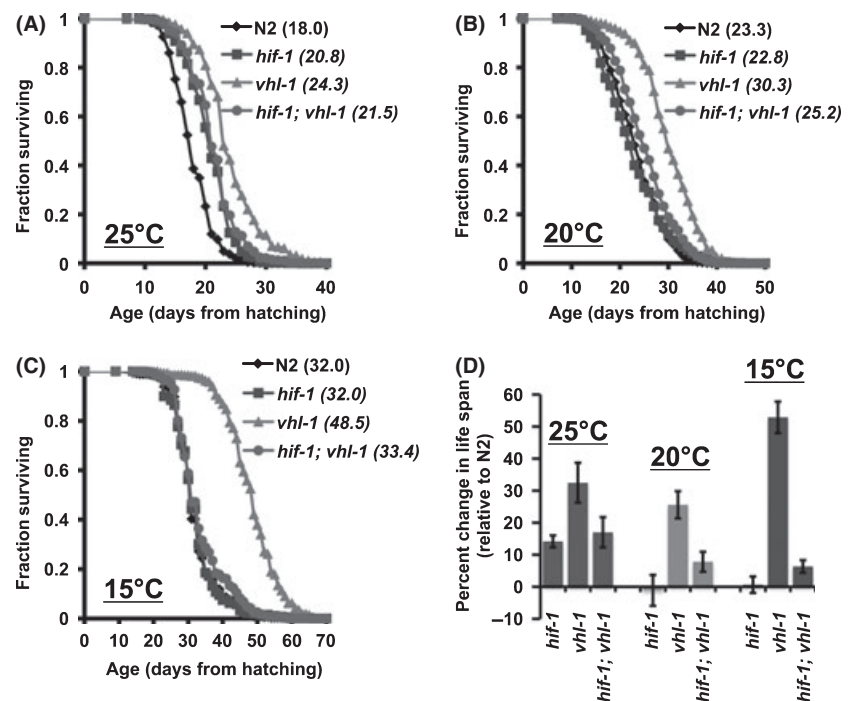 (A)
N2 (18.0)
hif-1 (20.8)
vhl-1 (24.3)
hif-1; vhl-1 (21.5)
Fraction surviving
1
0.8
0.6
0.4
0.2
0
25°C
0 10 20 30 40
Age (days from hatching)
(B)
N2 (23.3)
hif-1 (22.8)
vhl-1 (30.3)
hif-1; vhl-1 (25.2)
Fraction surviving
1
0.8
0.6
0.4
0.2
0
20°C
0 10 20 30 40 50
Age (days from hatching)
(C)
N2 (32.0)
hif-1 (32.0)
vhl-1 (48.5)
hif-1; vhl-1 (33.4)
Fraction surviving
1
0.8
0.6
0.4
0.2
0
15°C
0 10 20 30 40 50 60 70
Age (days from hatching)
(D)
Percent change in life span
(relative to N2)
60
50
40
30
20
10
0
–10
25°C
20°C
15°C
hif-1
vhl-1
hif-1; vhl-1
hif-1
vhl-1
hif-1; vhl-1
hif-1
vhl-1
hif-1; vhl-1